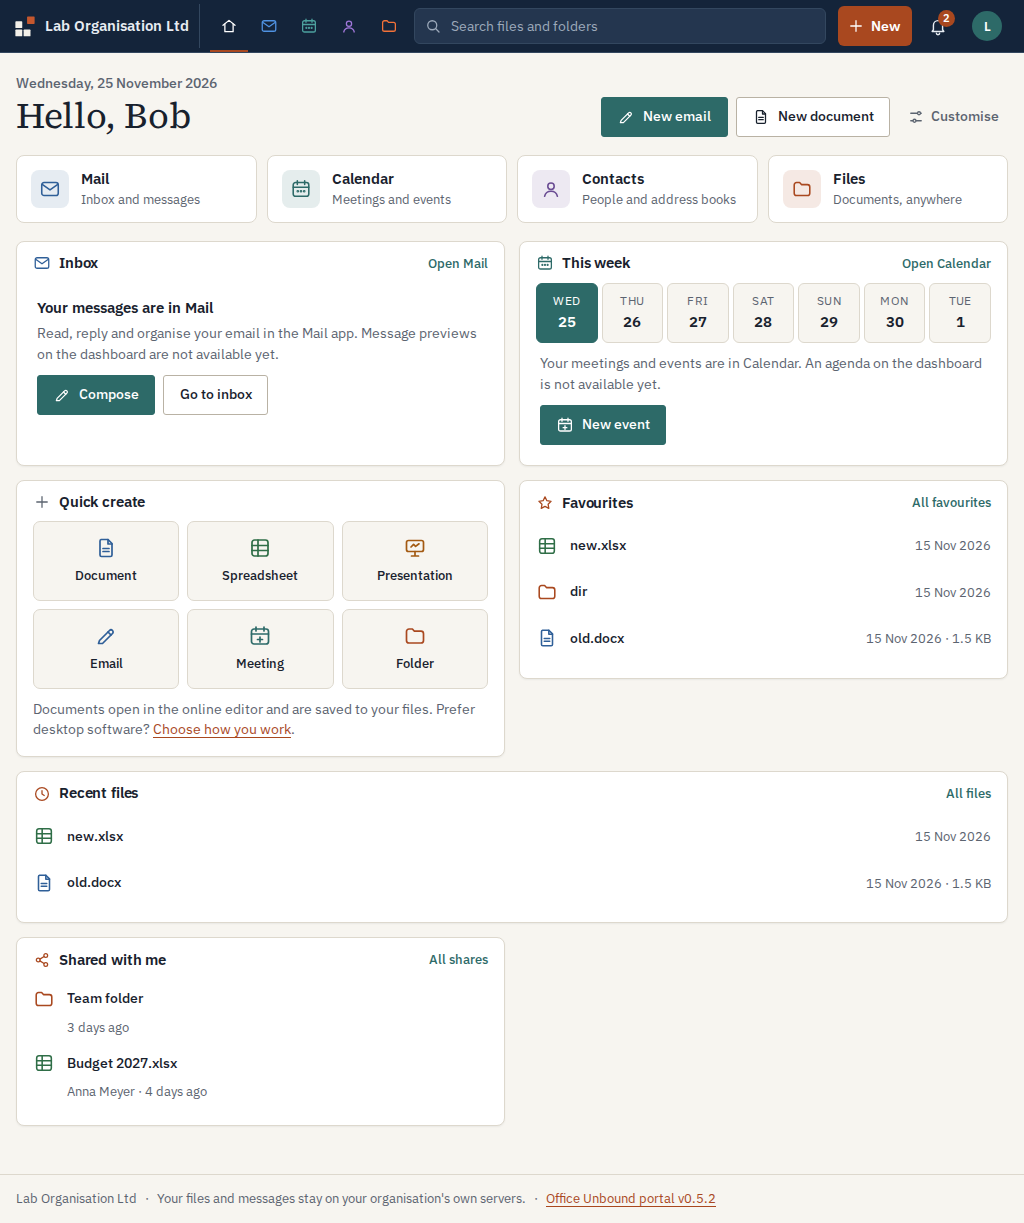 Lab Organisation Ltd
Search files and folders
New
2
L
Wednesday, 25 November 2026
Hello, Bob
New email
New document
Customise
Mail
Inbox and messages
Calendar
Meetings and events
Contacts
People and address books
Files
Documents, anywhere
Inbox
Open Mail
Your messages are in Mail
Read, reply and organise your email in the Mail app. Message previews
on the dashboard are not available yet.
Compose
Go to inbox
This week
Open Calendar
WED THU FRI SAT SUN MON TUE
25 26 27 28 29 30 1
Your meetings and events are in Calendar. An agenda on the dashboard
is not available yet.
New event
Quick create
Document
Spreadsheet
Presentation
Email
Meeting
Folder
Documents open in the online editor and are saved to your files. Prefer
desktop software? Choose how you work.
Favourites
All favourites
new.xlsx
15 Nov 2026
dir
15 Nov 2026
old.docx
15 Nov 2026 · 1.5 KB
Recent files
All files
new.xlsx
15 Nov 2026
old.docx
15 Nov 2026 · 1.5 KB
Shared with me
All shares
Team folder
3 days ago
Budget 2027.xlsx
Anna Meyer · 4 days ago
Lab Organisation Ltd · Your files and messages stay on your organisation's own servers. · Office Unbound portal v0.5.2